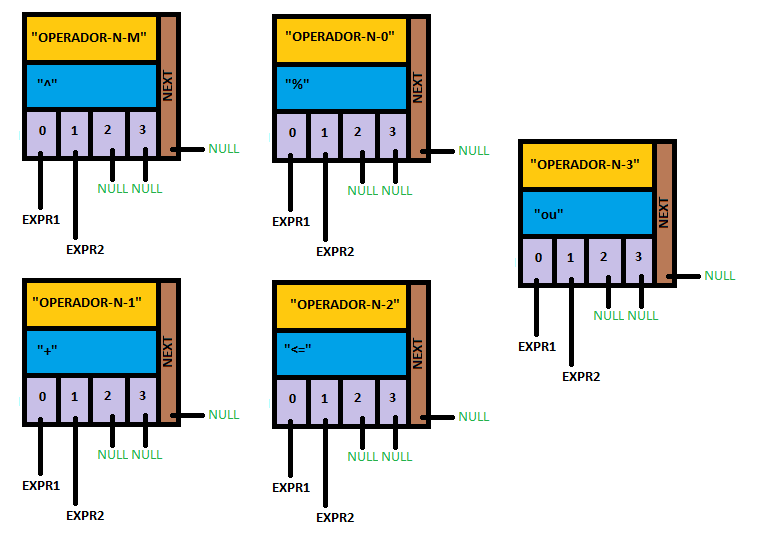 "OPERADOR-N-M"
"^"
0 1 2 3
NEXT
NULL
NULL NULL
EXPR1
EXPR2
"OPERADOR-N-0"
"%"
0 1 2 3
NEXT
NULL
NULL NULL
EXPR1
EXPR2
"OPERADOR-N-3"
"ou"
0 1 2 3
NEXT
NULL
NULL NULL
EXPR1
EXPR2
"OPERADOR-N-1"
"+"
0 1 2 3
NEXT
NULL
NULL NULL
EXPR1
EXPR2
"OPERADOR-N-2"
"<="
0 1 2 3
NEXT
NULL
NULL NULL
EXPR1
EXPR2